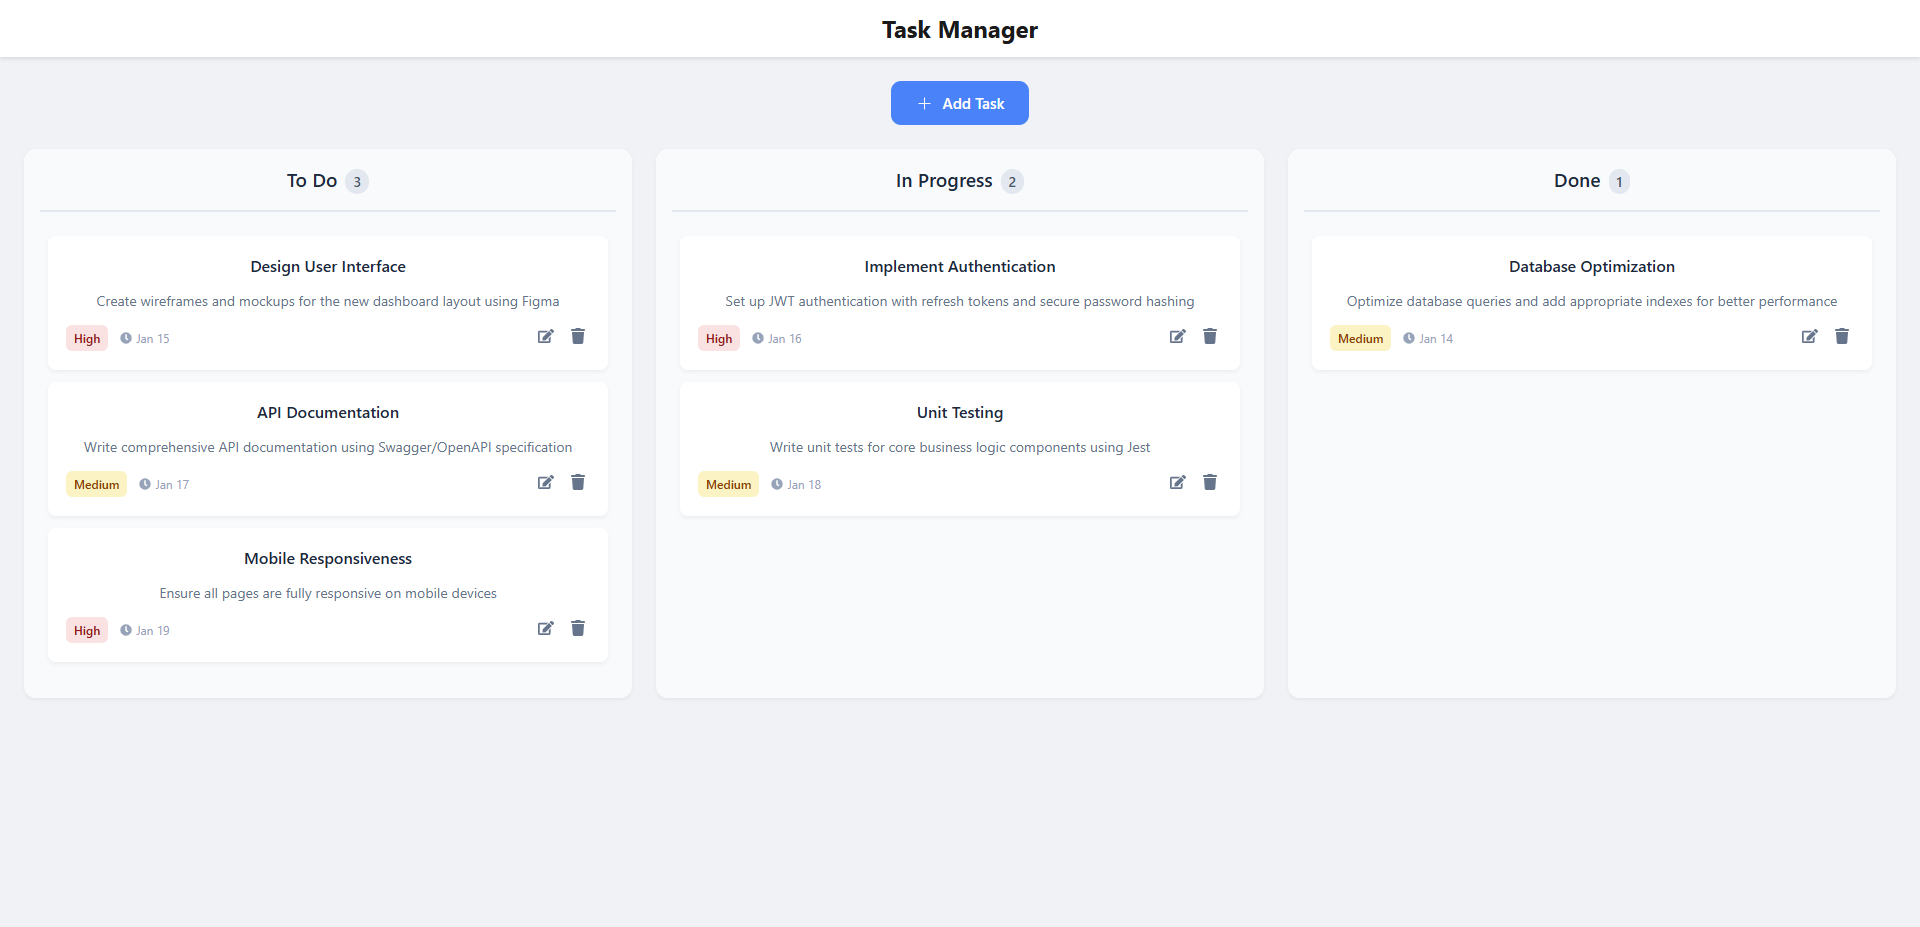 Task Manager
Add Task
To Do 3
Design User Interface
Create wireframes and mockups for the new dashboard layout using Figma
High Jan 15
API Documentation
Write comprehensive API documentation using Swagger/OpenAPI specification
Medium Jan 17
Mobile Responsiveness
Ensure all pages are fully responsive on mobile devices
High Jan 19
In Progress 2
Implement Authentication
Set up JWT authentication with refresh tokens and secure password hashing
High Jan 16
Unit Testing
Write unit tests for core business logic components using Jest
Medium Jan 18
Done 1
Database Optimization
Optimize database queries and add appropriate indexes for better performance
Medium Jan 14